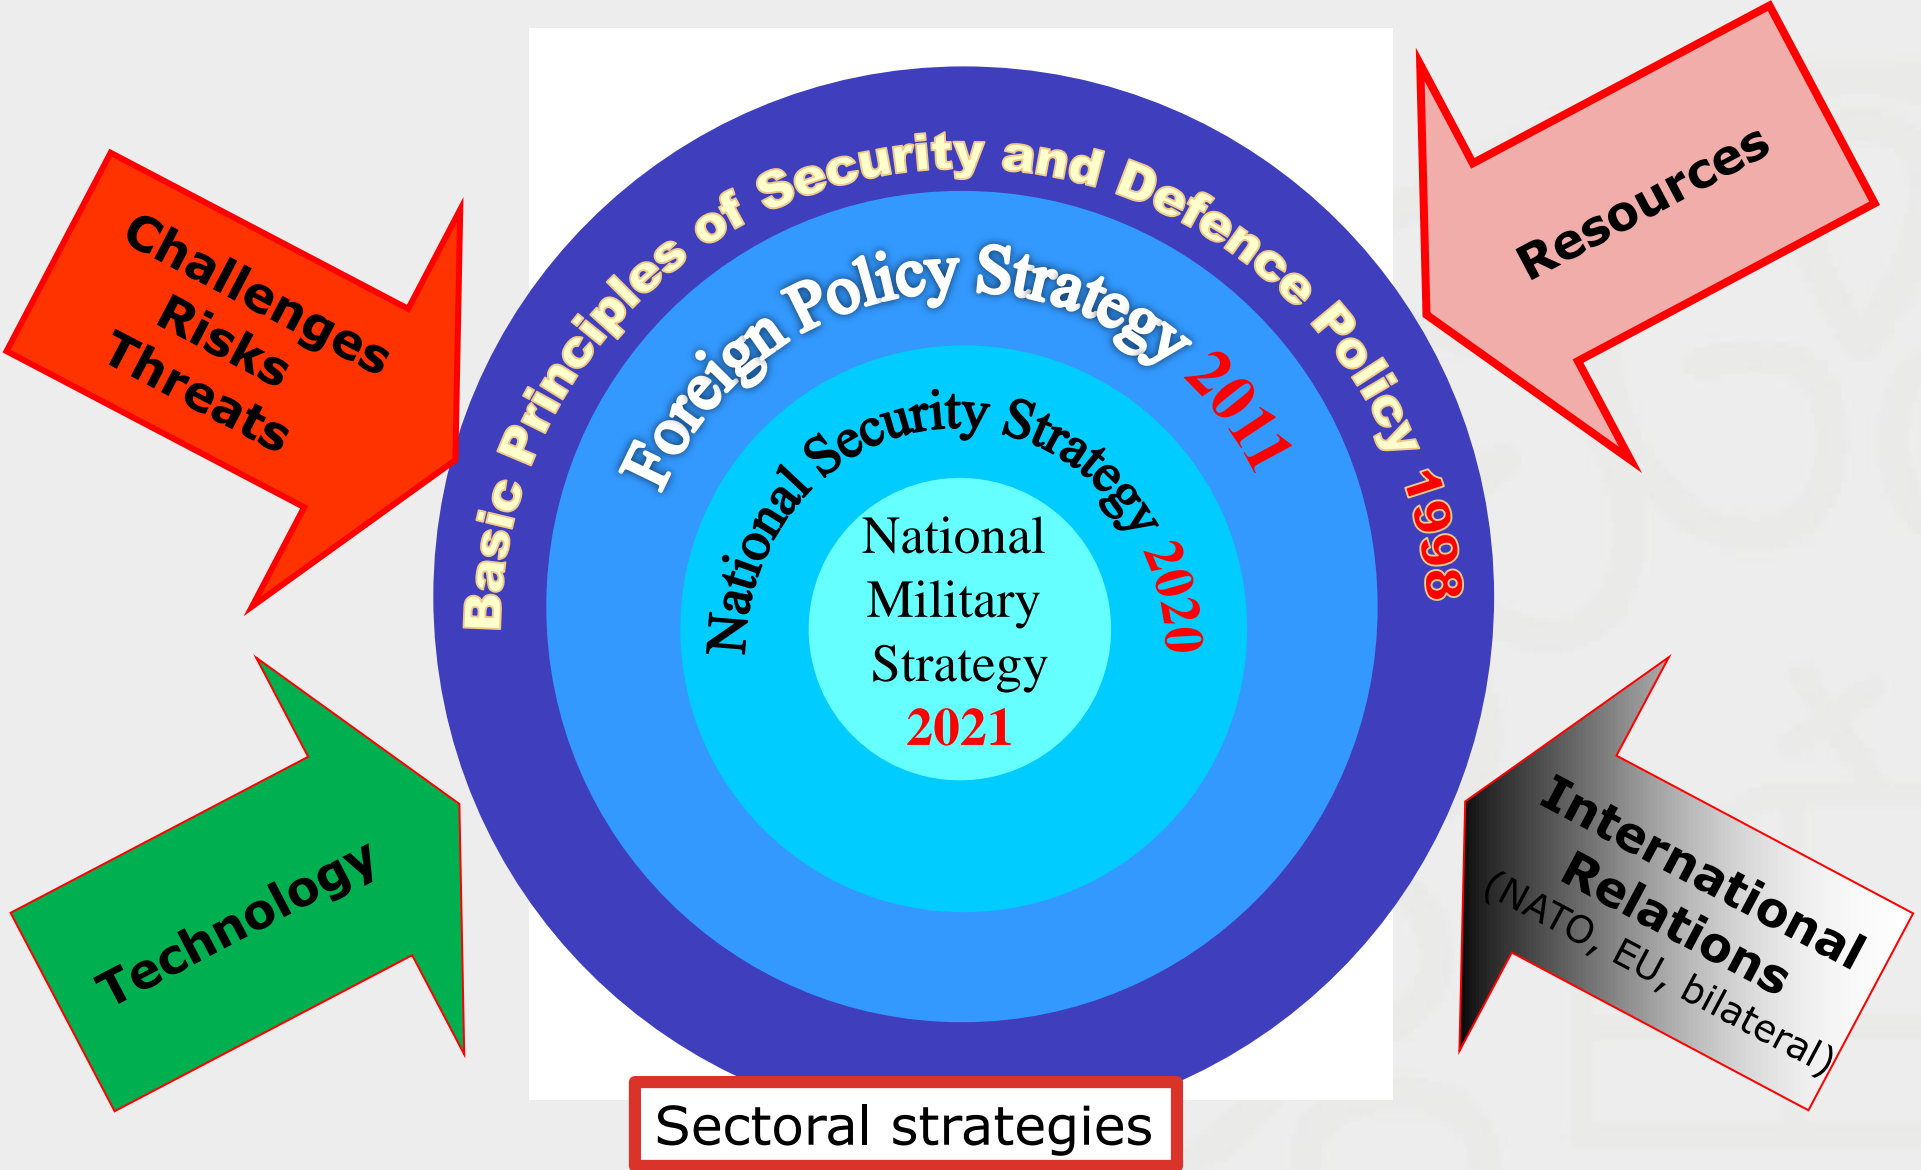 Challenges
Risks
Threats
Resources
Basic Principles of Security and Defence Policy 1998
Foreign Policy Strategy 2011
National Security Strategy 2020
National
Military
Strategy
2021
Technology
International
Relations
(NATO, EU, bilateral)
Sectoral strategies